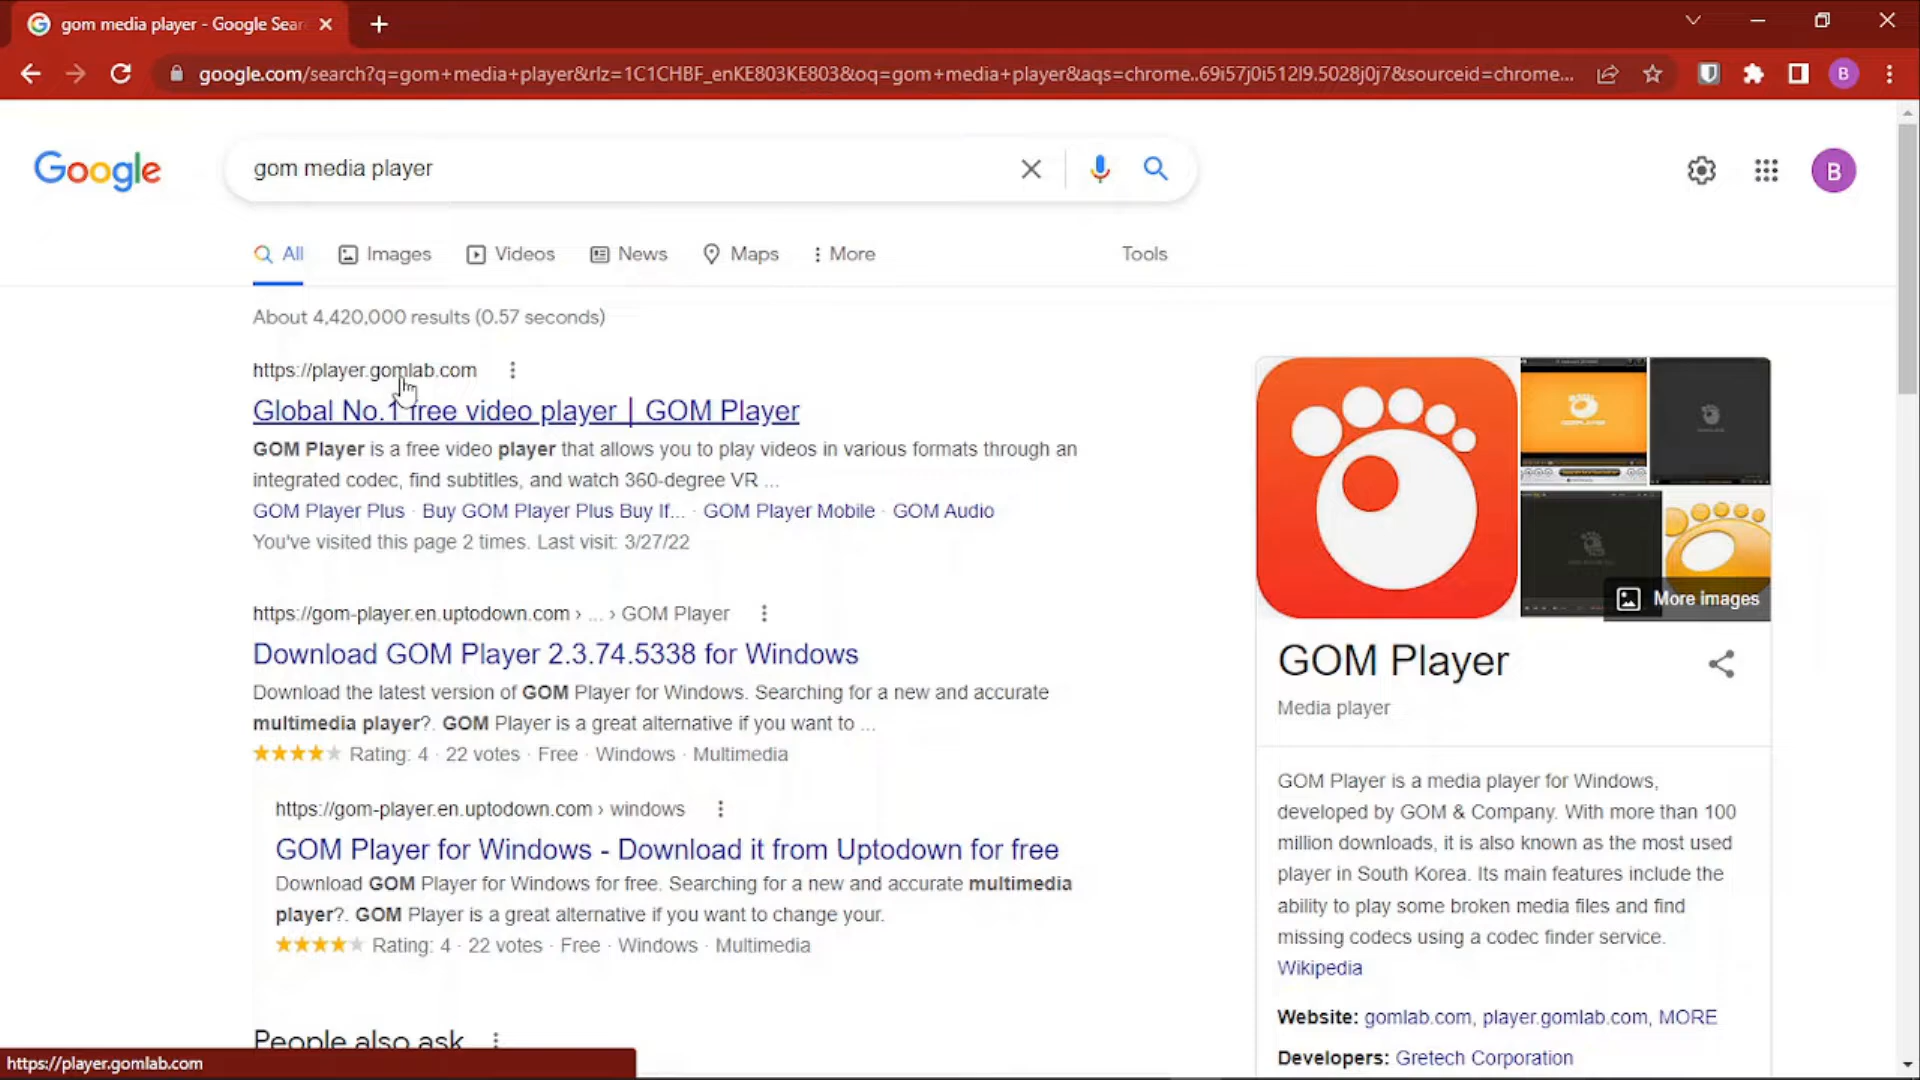 gom media player - Google Sear
google.com/search?q=gom+media+player&rlz=1C1CHBF_enKE803KE803&oq=gom+media+player&aqs=chrome..69i57j0i512l9.5028j0j7&sourceid=chrome...
B
Google
gom media player
B
All
Images
Videos
News
Maps
More
Tools
About 4,420,000 results (0.57 seconds)
https://player.gomlab.com
Global No.1 free video player | GOM Player
GOM Player is a free video player that allows you to play videos in various formats through an
integrated codec, find subtitles, and watch 360-degree VR ...
GOM Player Plus · Buy GOM Player Plus Buy If... · GOM Player Mobile · GOM Audio
You've visited this page 2 times. Last visit: 3/27/22
https://gom-player.en.uptodown.com › ... › GOM Player
Download GOM Player 2.3.74.5338 for Windows
Download the latest version of GOM Player for Windows. Searching for a new and accurate
multimedia player?. GOM Player is a great alternative if you want to ...
Rating: 4 · 22 votes · Free · Windows · Multimedia
https://gom-player.en.uptodown.com › windows
GOM Player for Windows - Download it from Uptodown for free
Download GOM Player for Windows for free. Searching for a new and accurate multimedia
player?. GOM Player is a great alternative if you want to change your.
Rating: 4 · 22 votes · Free · Windows · Multimedia
People also ask
More images
GOM Player
Media player
GOM Player is a media player for Windows,
developed by GOM & Company. With more than 100
million downloads, it is also known as the most used
player in South Korea. Its main features include the
ability to play some broken media files and find
missing codecs using a codec finder service.
Wikipedia
Website: gomlab.com, player.gomlab.com, MORE
Developers: Gretech Corporation
https://player.gomlab.com